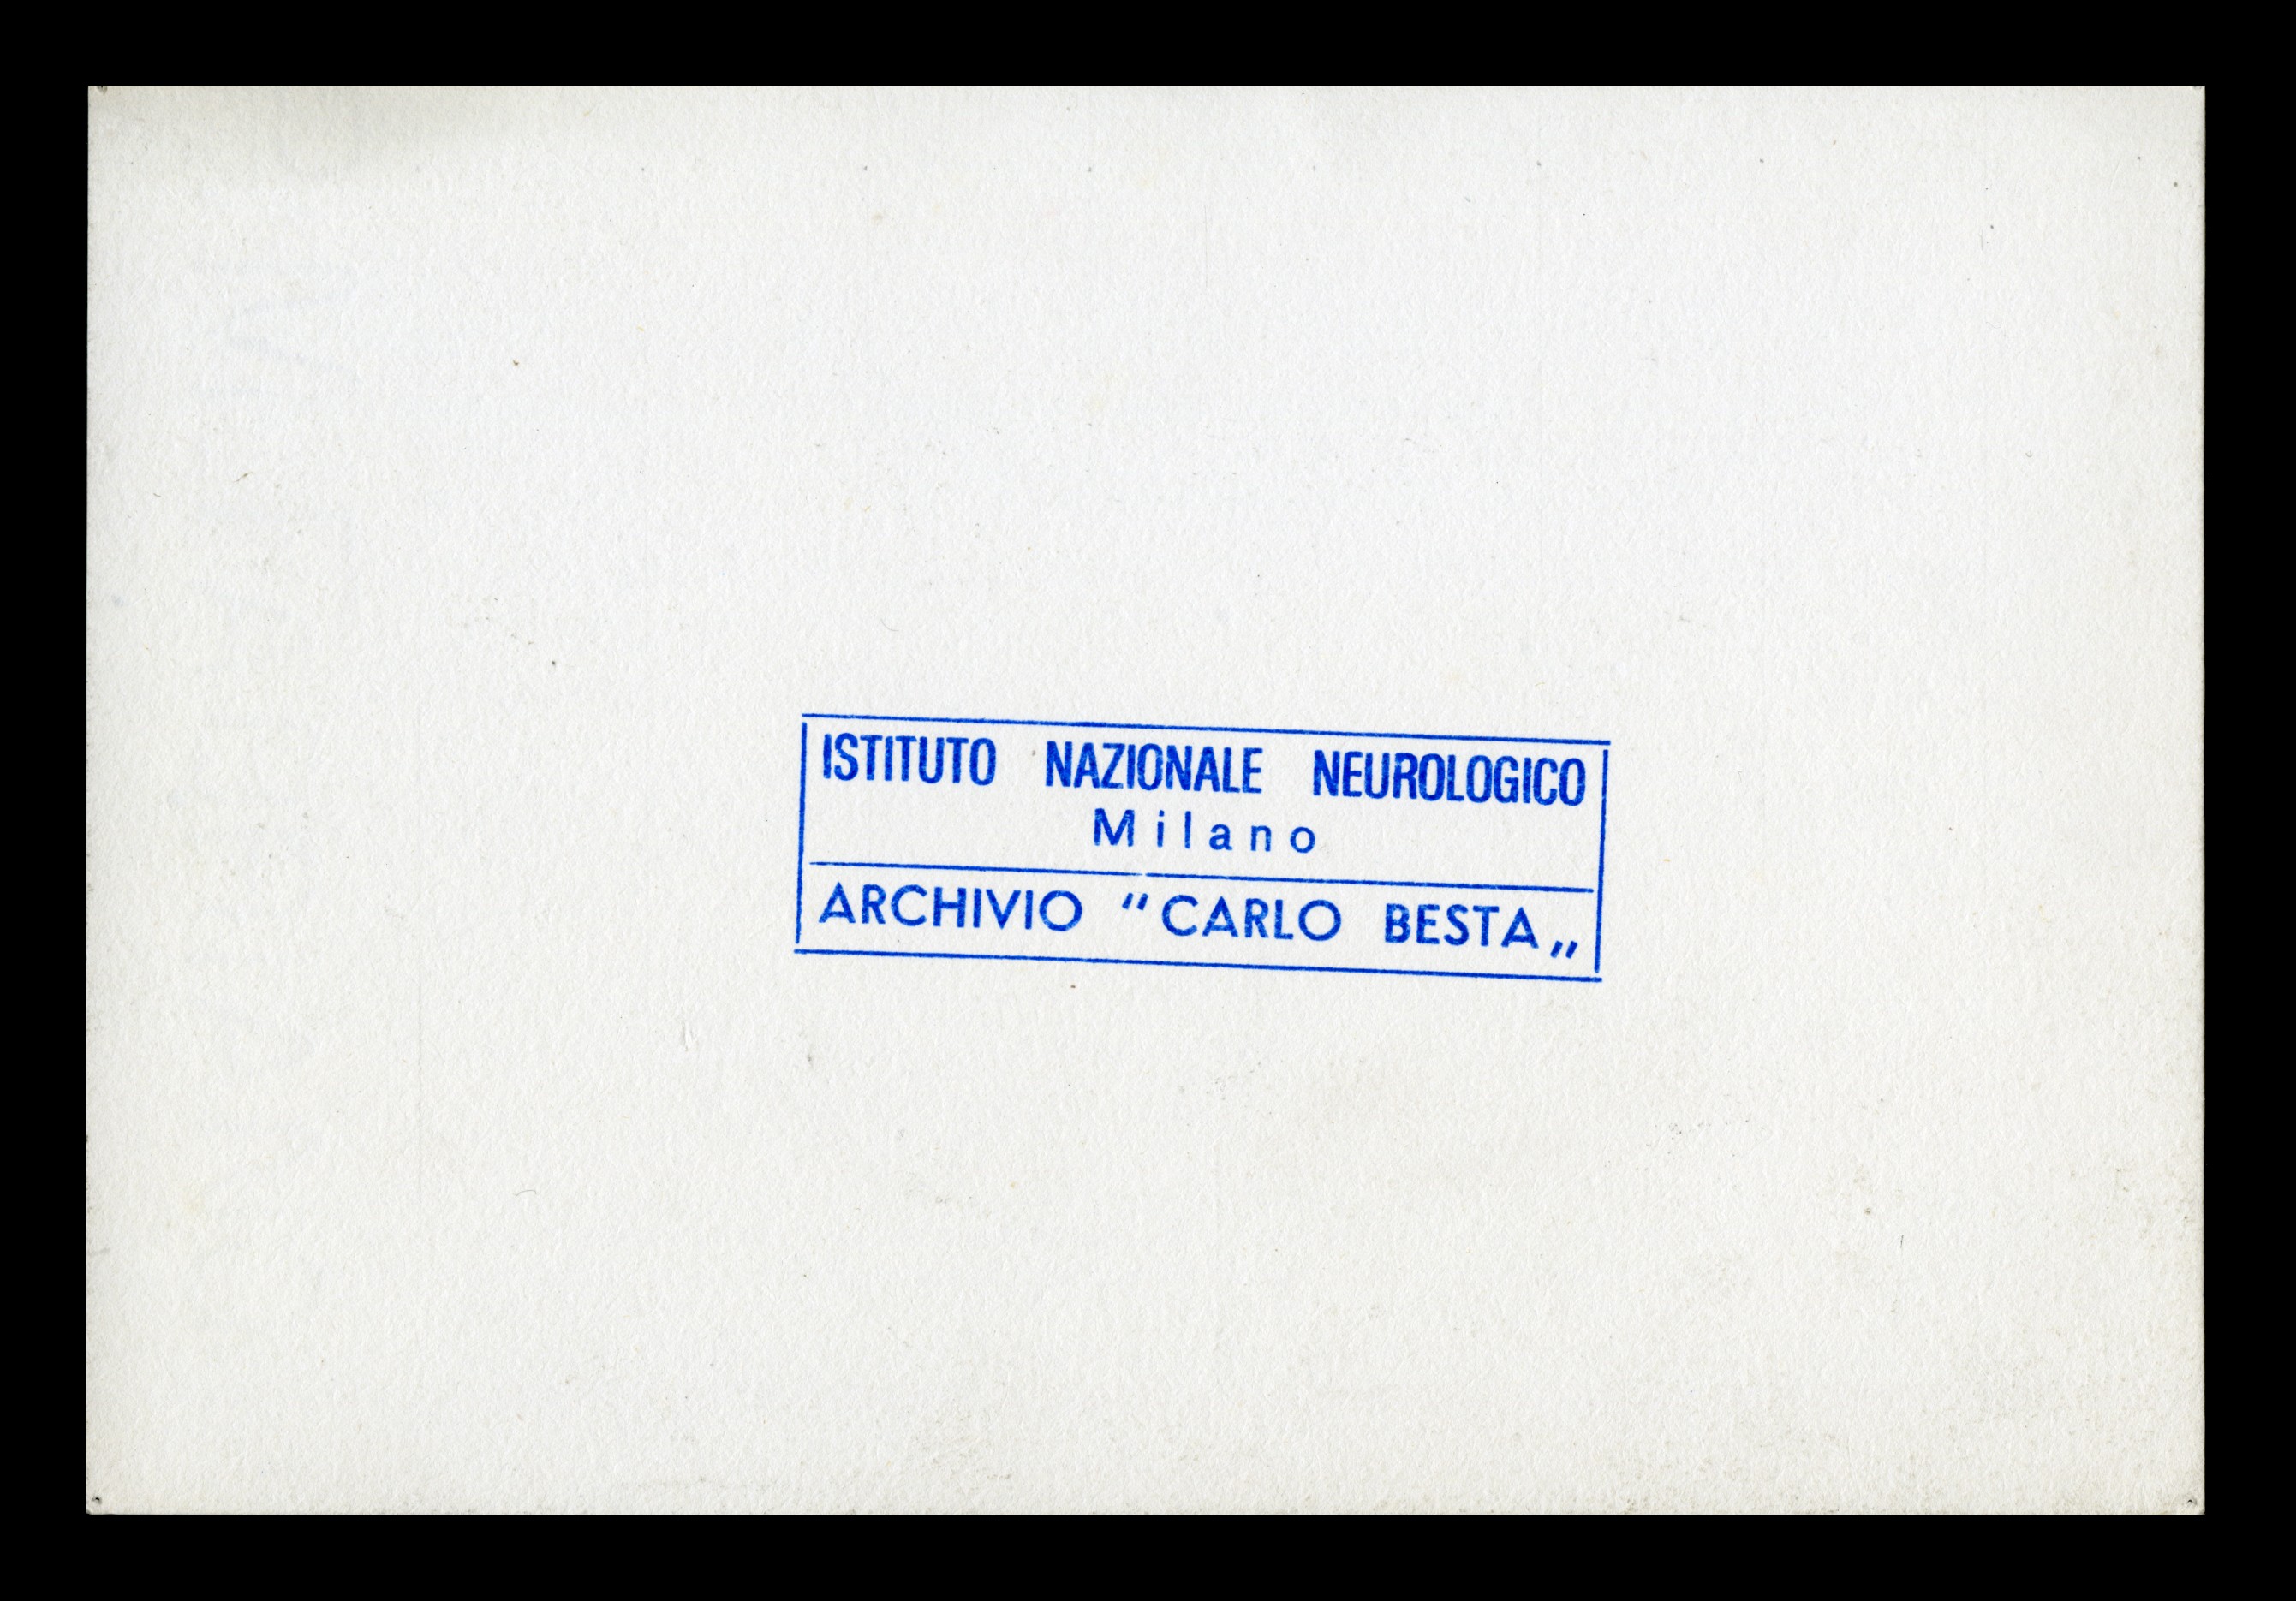 ISTITUTO NAZIONALE NEUROLOGICO
Milano
ARCHIVIO “CARLO BESTA„